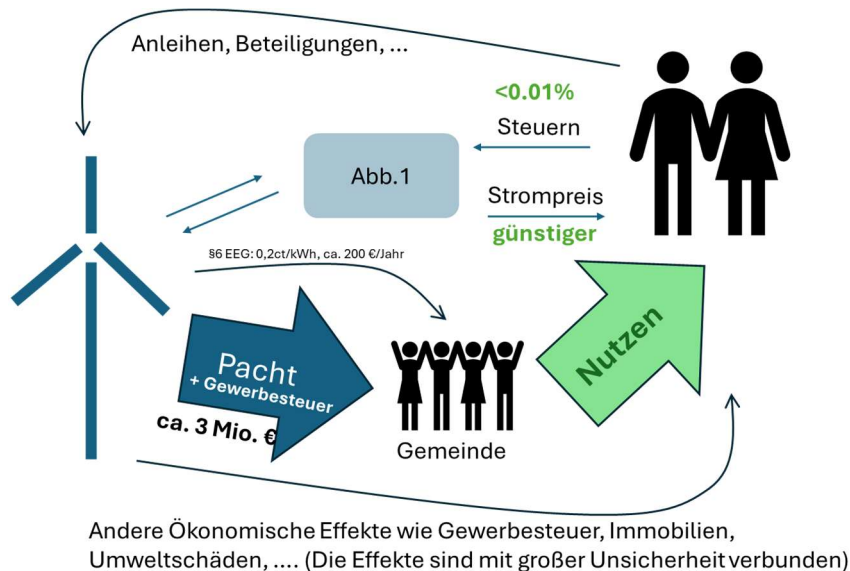 Anleihen, Beteiligungen, ...
<0.01%
Steuern
Abb.1
Strompreis
günstiger
§6 EEG: 0,2ct/kWh, ca. 200 €/Jahr
Pacht
+ Gewerbesteuer
ca. 3 Mio. €
Nutzen
Gemeinde
Andere Ökonomische Effekte wie Gewerbesteuer, Immobilien,
Umweltschäden, .... (Die Effekte sind mit großer Unsicherheit verbunden)